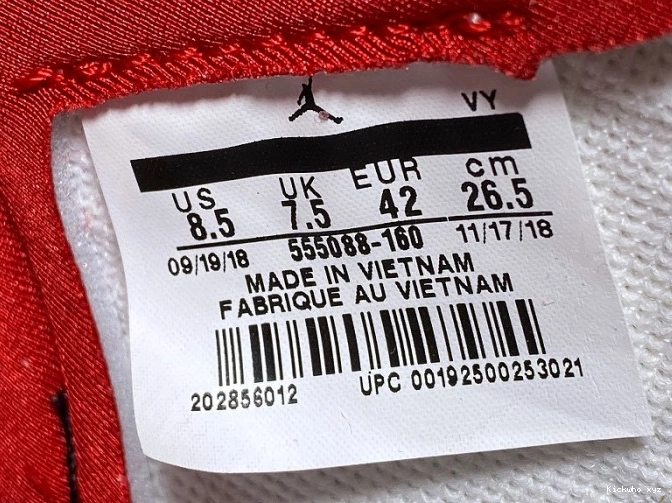 VY
US UK EUR cm
8.5 7.5 42 26.5
09/19/18 555088-160 11/17/18
MADE IN VIETNAM
FABRIQUE AU VIETNAM
202856012 UPC 00192500253021
Kickwho xyz